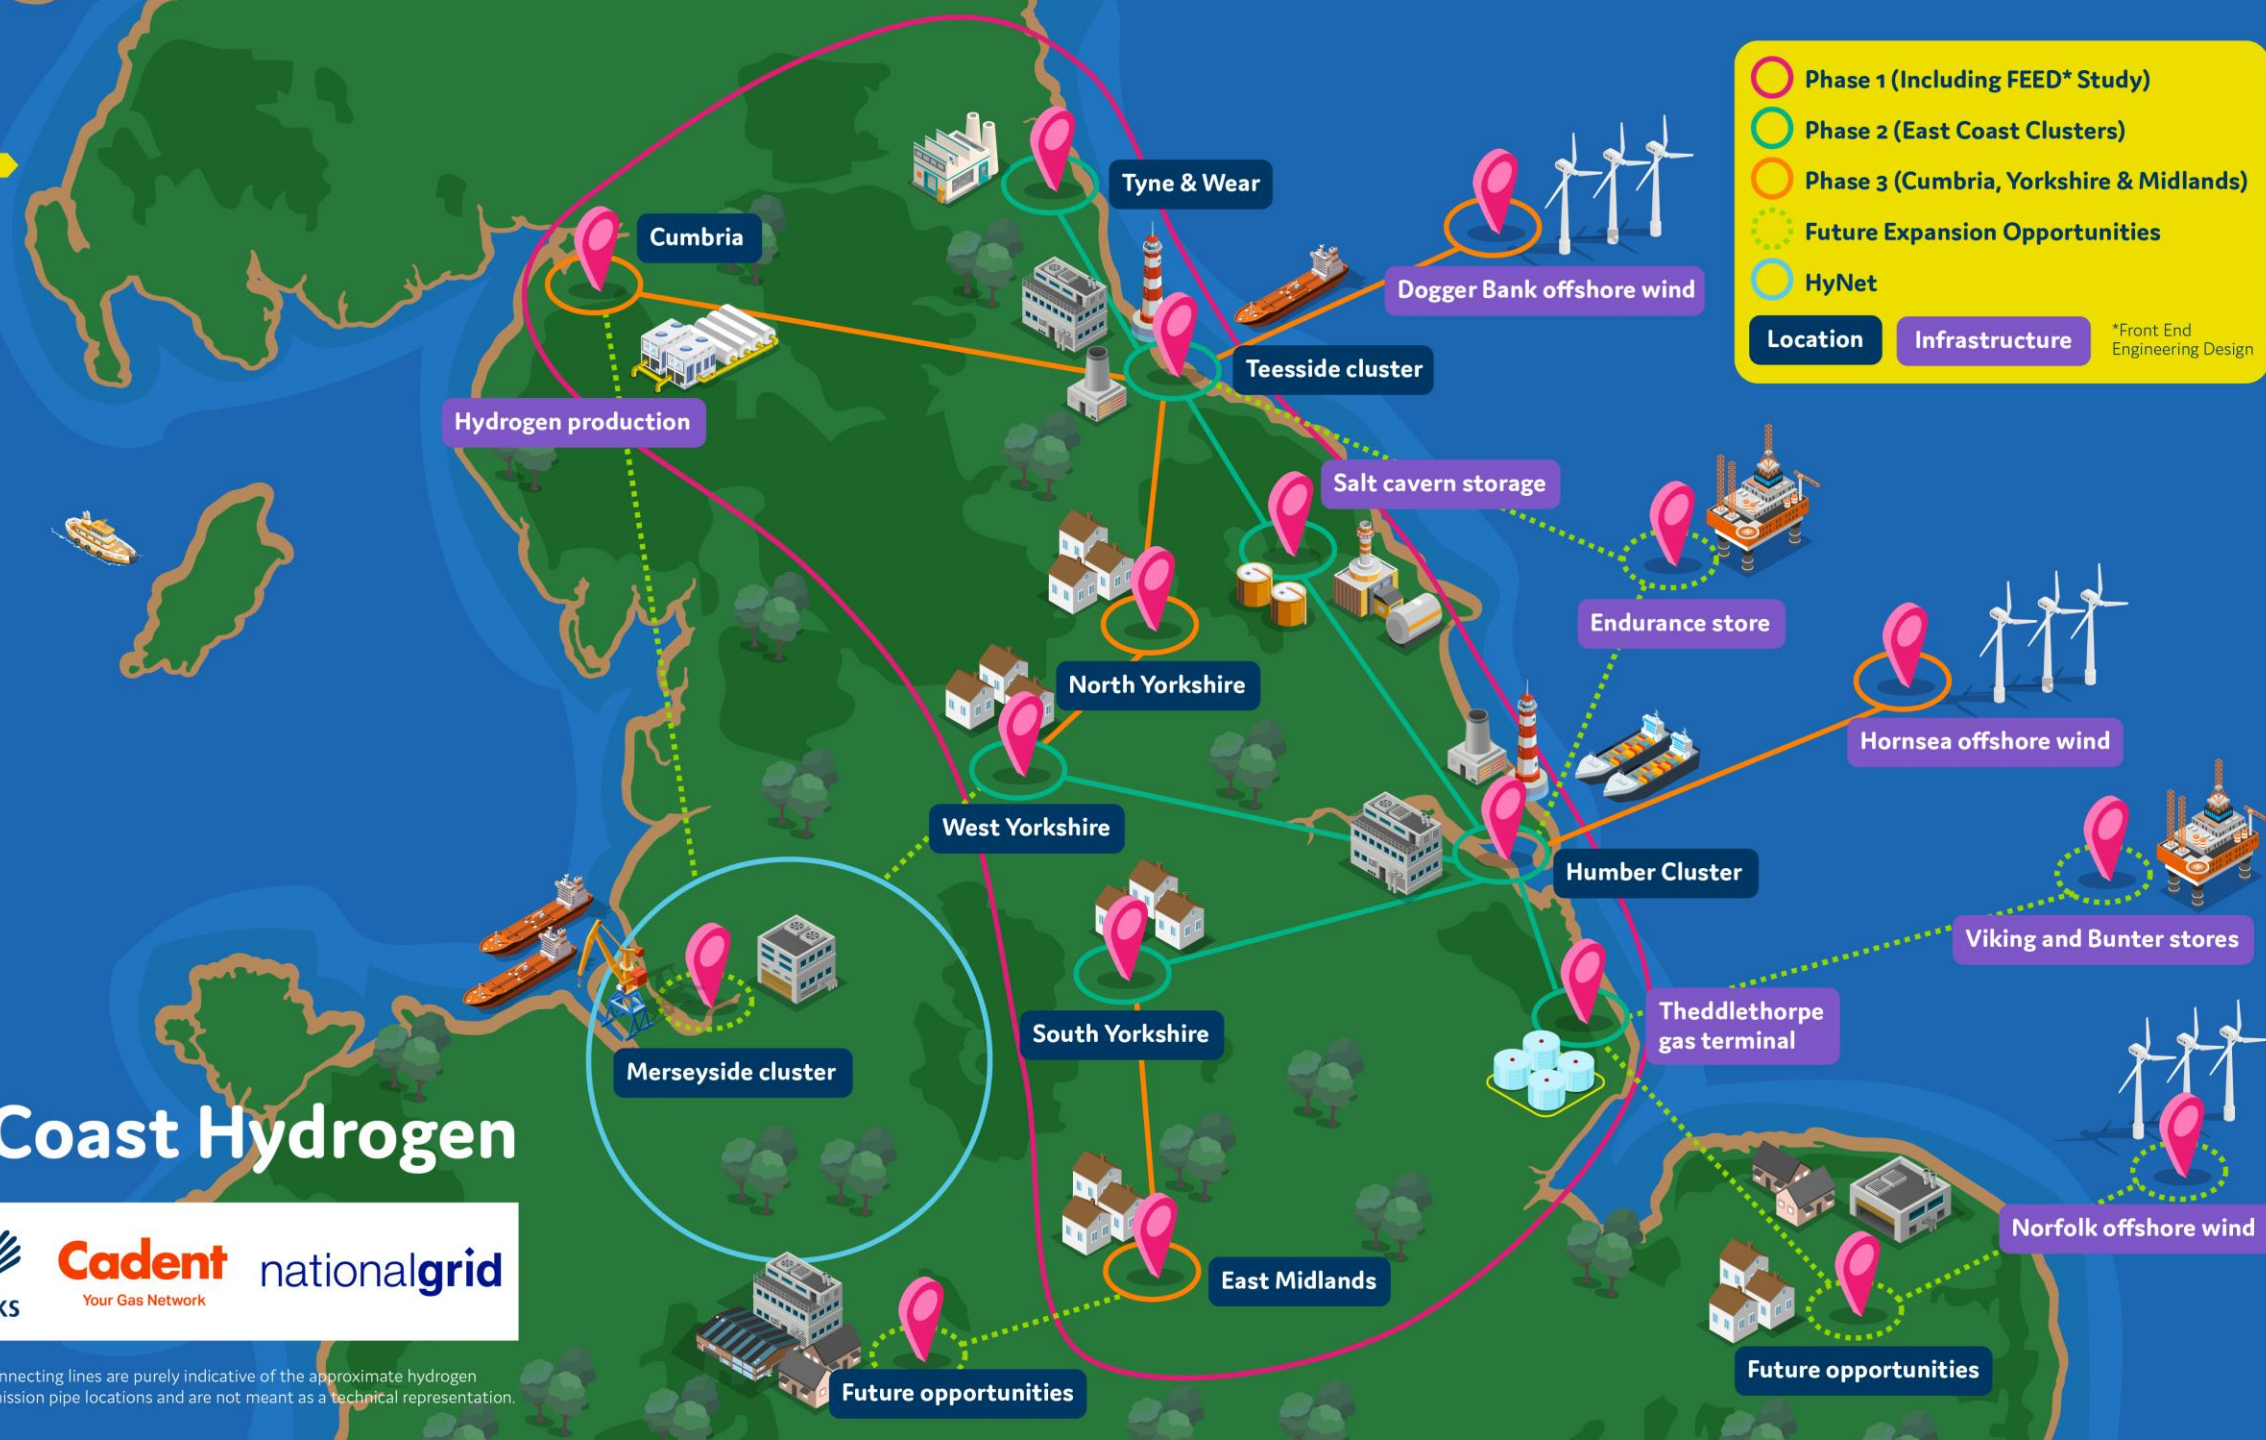 Phase 1 (Including FEED* Study)
Phase 2 (East Coast Clusters)
Phase 3 (Cumbria, Yorkshire & Midlands)
Future Expansion Opportunities
HyNet
Location
Infrastructure
*Front End
Engineering Design
Tyne & Wear
Cumbria
Dogger Bank offshore wind
Teesside cluster
Hydrogen production
Salt cavern storage
Endurance store
North Yorkshire
Hornsea offshore wind
West Yorkshire
Humber Cluster
Viking and Bunter stores
Theddlethorpe
gas terminal
South Yorkshire
Merseyside cluster
Norfolk offshore wind
East Midlands
Future opportunities
Future opportunities
Coast Hydrogen
Cadent
Your Gas Network
nationalgrid
lines are purely indicative of the approximate hydrogen
pipe locations and are not meant as a technical representation.